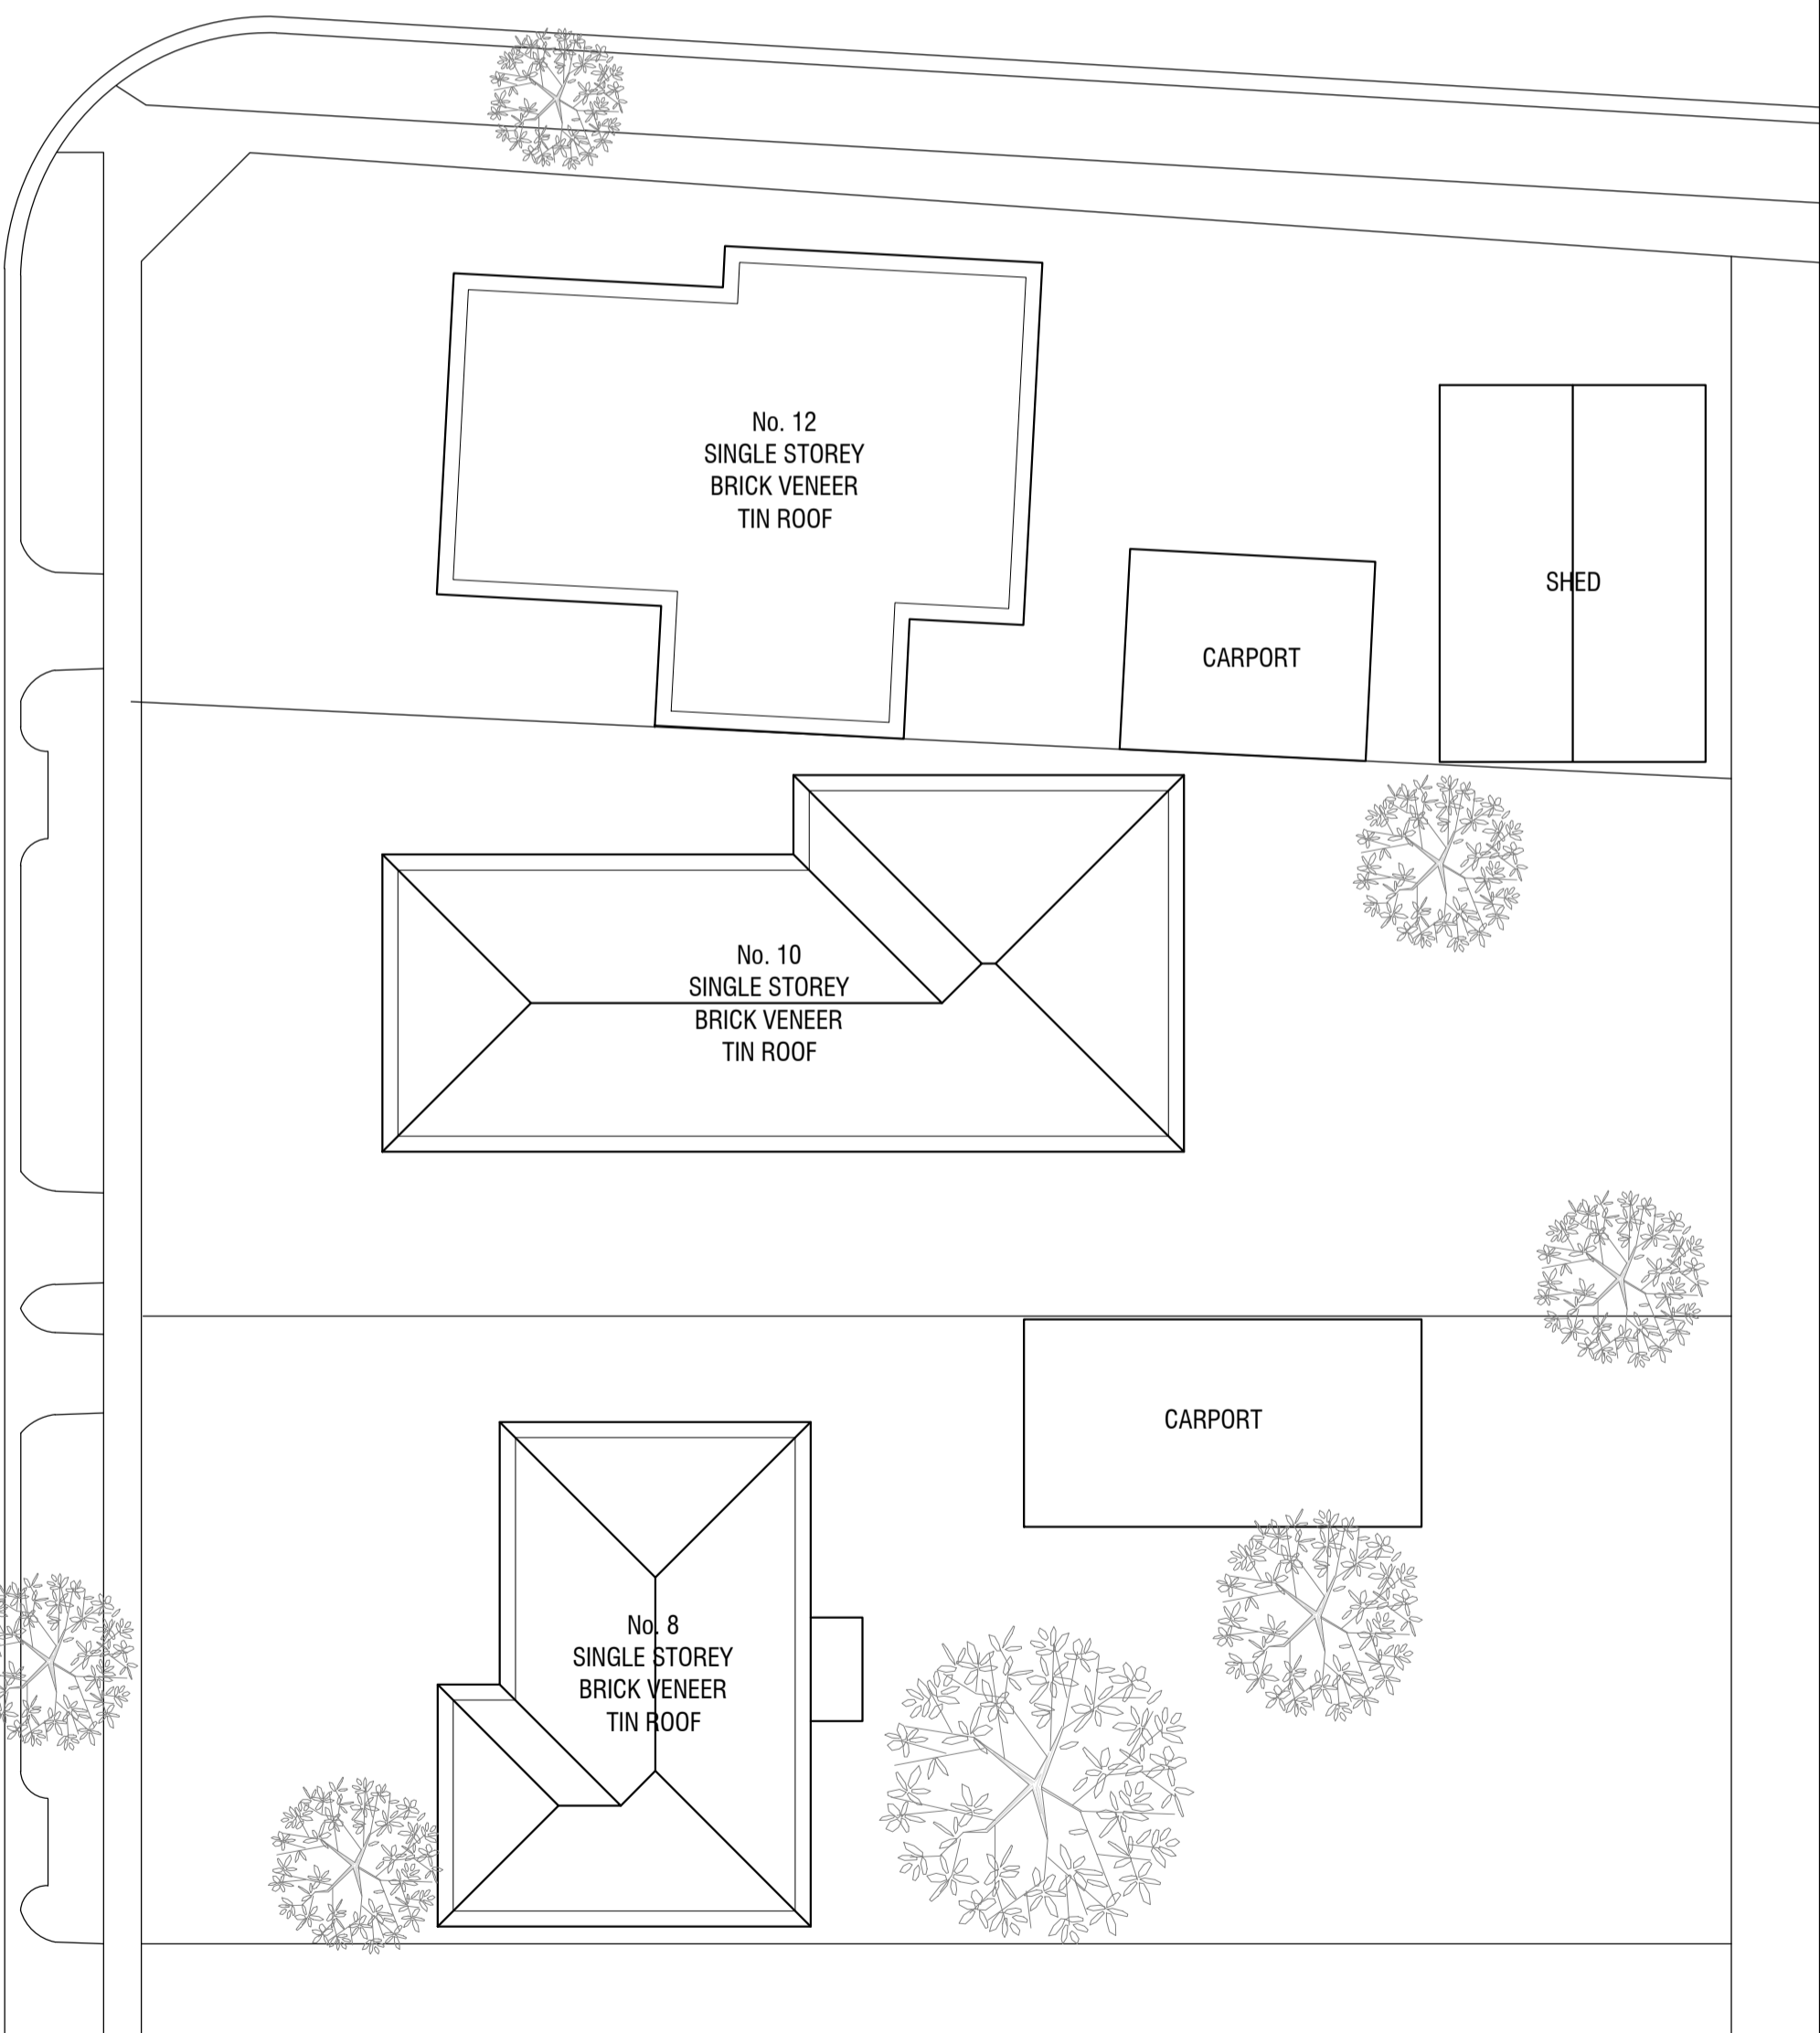 No. 12
SINGLE STOREY
BRICK VENEER
TIN ROOF
SHED
CARPORT
No. 10
SINGLE STOREY
BRICK VENEER
TIN ROOF
CARPORT
No. 8
SINGLE STOREY
BRICK VENEER
TIN ROOF